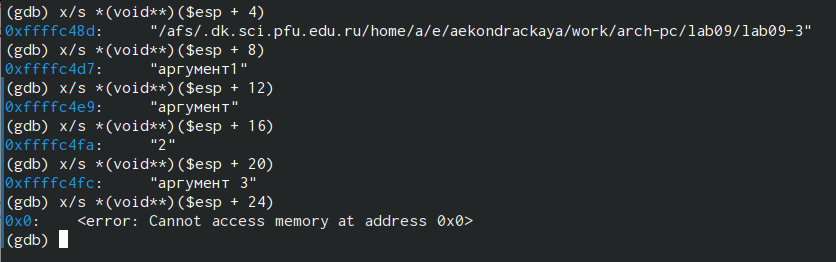 (gdb) x/s *(void**)($esp + 4)
0xffffc48d:	"/afs/.dk.sci.pfu.edu.ru/home/a/e/aekondrackaya/work/arch-pc/lab09/lab09-3"
(gdb) x/s *(void**)($esp + 8)
0xffffc4d7:	"аргумент1"
(gdb) x/s *(void**)($esp + 12)
0xffffc4e9:	"аргумент"
(gdb) x/s *(void**)($esp + 16)
0xffffc4fa:	"2"
(gdb) x/s *(void**)($esp + 20)
0xffffc4fc:	"аргумент 3"
(gdb) x/s *(void**)($esp + 24)
0x0:	<error: Cannot access memory at address 0x0>
(gdb)